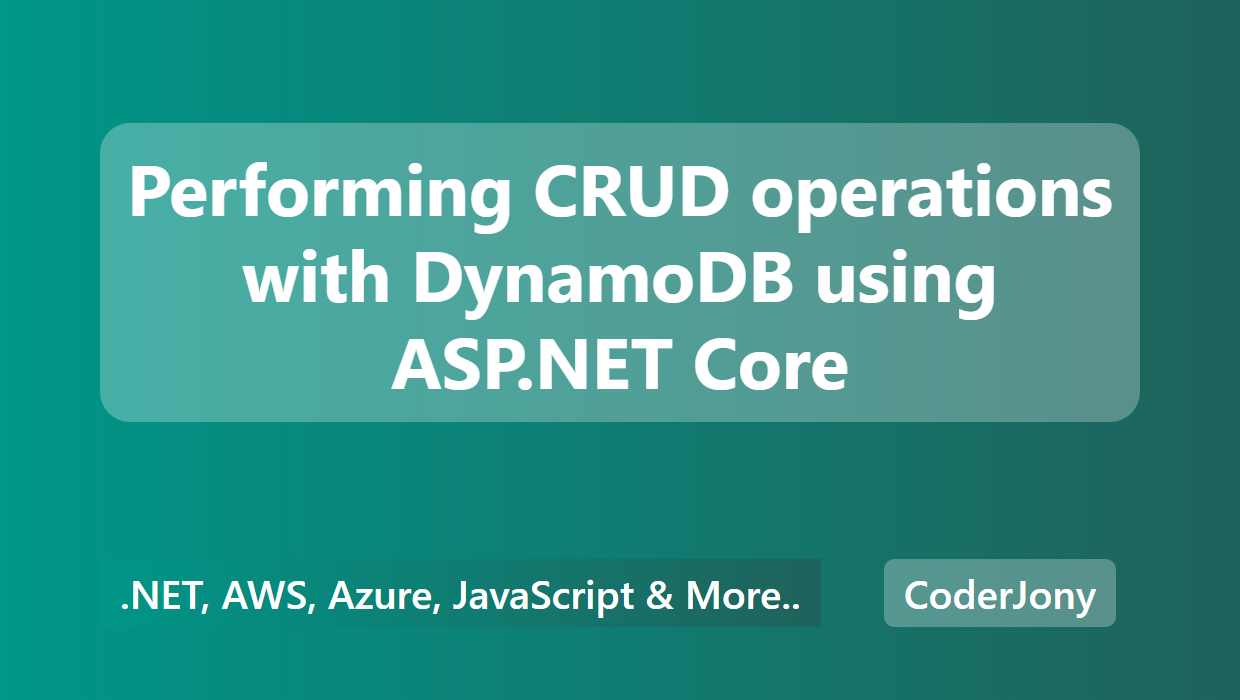 Performing CRUD operations
with DynamoDB using
ASP.NET Core
.NET, AWS, Azure, JavaScript & More..
CoderJony